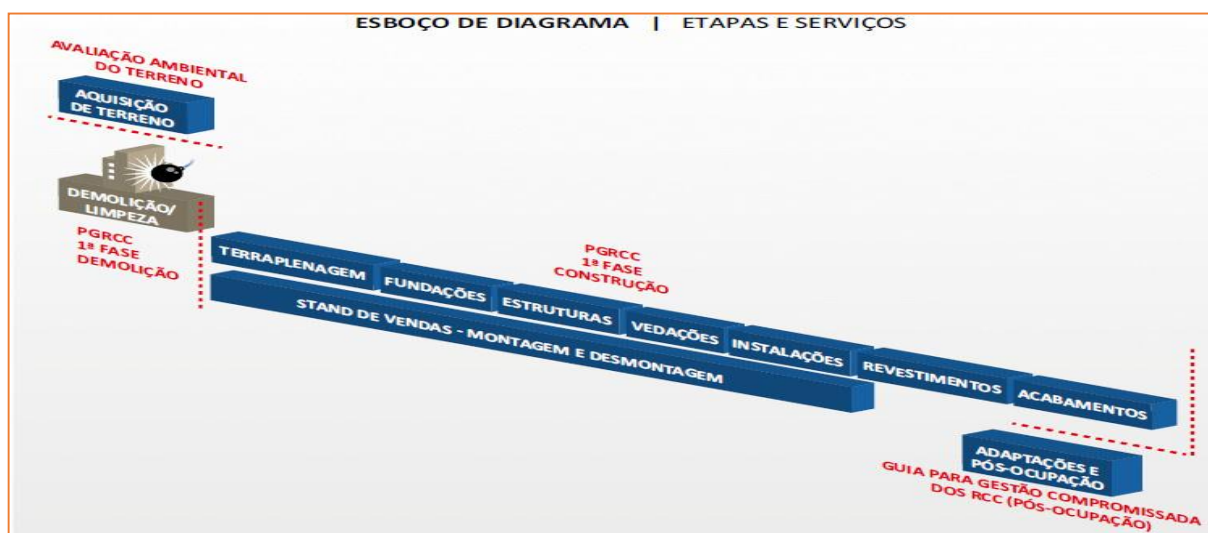 ESBOÇO DE DIAGRAMA | ETAPAS E SERVIÇOS
AVALIAÇÃO AMBIENTAL
DO TERRENO
AQUISIÇÃO
DE TERRENO
DEMOLIÇÃO/
LIMPEZA
PGRCC
1ª FASE
DEMOLIÇÃO
PGRCC
1ª FASE
CONSTRUÇÃO
TERRAPLENAGEM
FUNDAÇÕES
ESTRUTURAS
VEDAÇÕES
INSTALAÇÕES
REVESTIMENTOS
ACABAMENTOS
STAND DE VENDAS - MONTAGEM E DESMONTAGEM
ADAPTAÇÕES E
PÓS-OCUPAÇÃO
GUIA PARA GESTÃO COMPROMISSADA
DOS RCC (PÓS-OCUPAÇÃO)